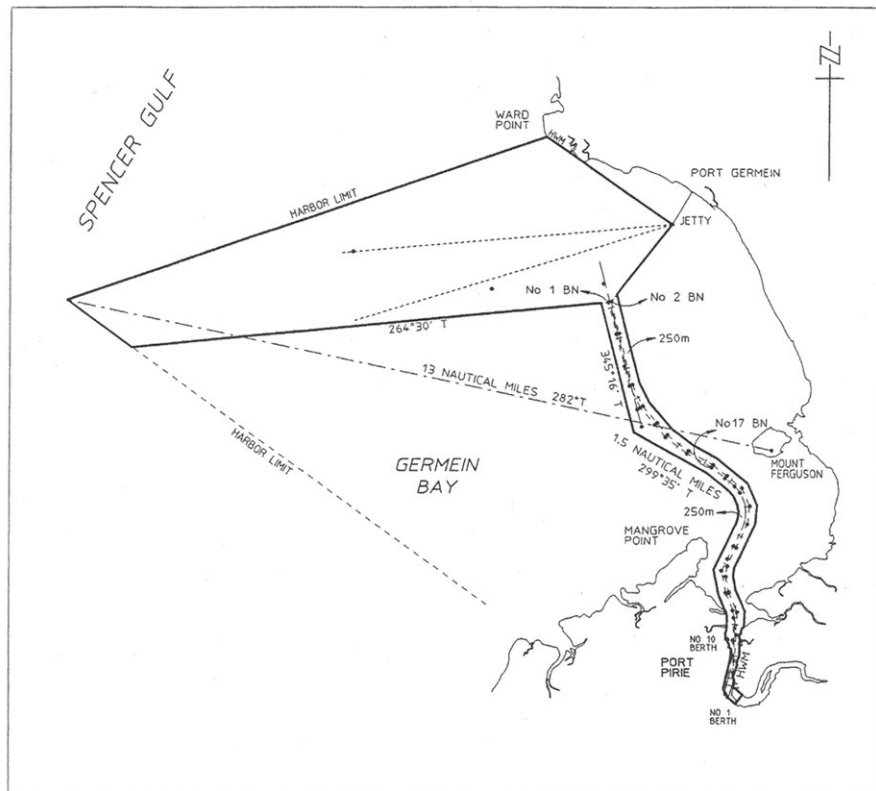 N
SPENCER GULF
WARD
POINT
HWM
PORT GERMEIN
HARBOR LIMIT
JETTY
No 1 BN
No 2 BN
264°30' T
250m
345°16' T
13 NAUTICAL MILES 282°T
No17 BN
HARBOR LIMIT
1.5 NAUTICAL MILES
299°35' T
MOUNT
FERGUSON
GERMEIN
BAY
250m
MANGROVE
POINT
NO 10
BERTH
HWM
PORT
PIRIE
NO 1
BERTH